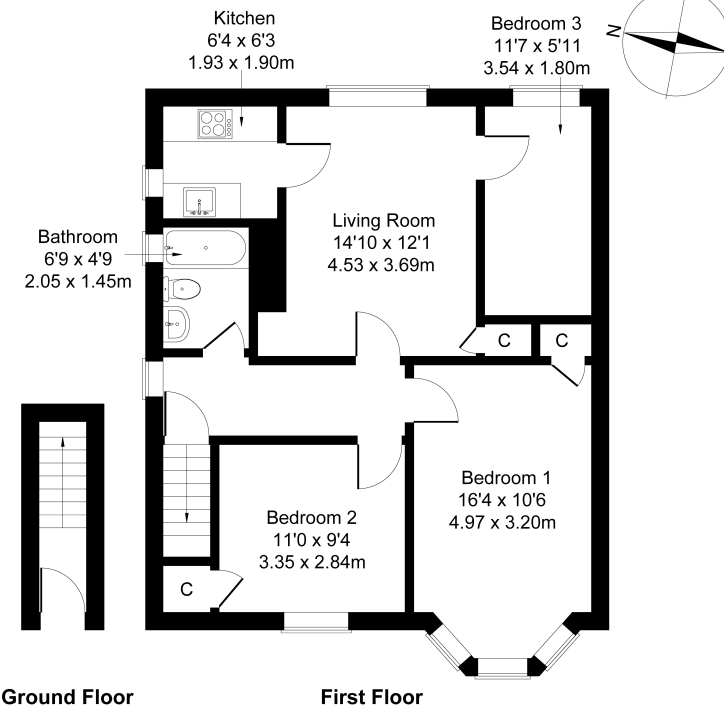 Kitchen
6'4 x 6'3
1.93 x 1.90m
Bedroom 3
11'7 x 5'11
3.54 x 1.80m
N
Living Room
14'10 x 12'1
4.53 x 3.69m
Bathroom
6'9 x 4'9
2.05 x 1.45m
C
C
Bedroom 1
16'4 x 10'6
4.97 x 3.20m
Bedroom 2
11'0 x 9'4
3.35 x 2.84m
C
Ground Floor
First Floor